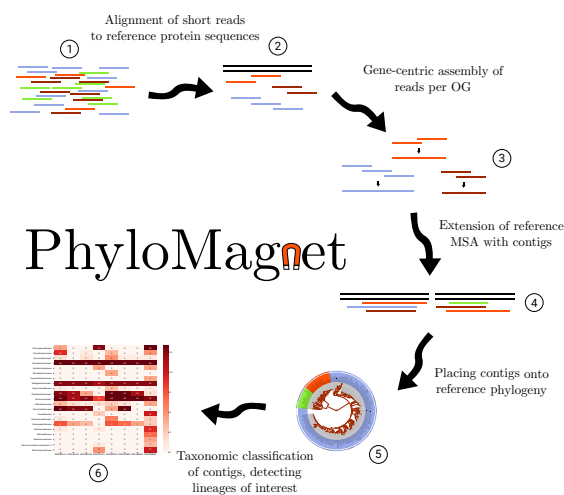 Alignment of short reads
to reference protein sequences
1
2
Gene-centric assembly of
reads per OG
3
Extension of reference
MSA with contigs
PhyloMagnet
4
Placing contigs onto
reference phylogeny
5
Taxonomic classification
of contigs, detecting
lineages of interest
6